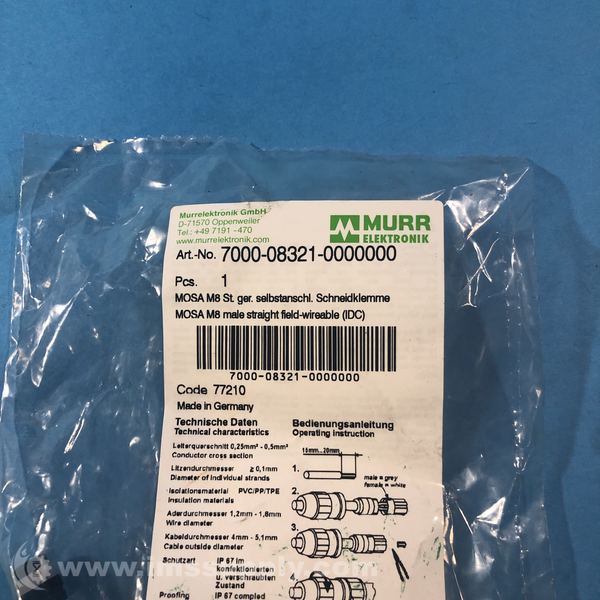 Murrelektronik GmbH
D-71570 Oppenweiler
Tel.: +49 7191 -470
www.murrelektronik.com
MURR
ELEKTRONIK
Art.-No. 7000-08321-0000000
Pcs. 1
MOSA M8 St. ger. selbstanschl. Schneidklemme
MOSA M8 male straight field-wireable (IDC)
7000-08321-0000000
Code 77210
Made in Germany
Technische Daten
Technical characteristics
Bedienungsanleitung
Operating instruction
Leiterquerschnitt 0,25mm² - 0,5mm²
Conductor cross section
15mm...20mm
Litzendurchmesser ≥ 0,1mm
Diameter of individual strands
1.
male = grey
female = white
Isolationsmaterial PVC/PP/TPE
Insulation materials
2.
Aderdurchmesser 1,2mm - 1,6mm
Wire diameter
3.
Kabeldurchmesser 4mm - 5,1mm
Cable outside diameter
Schutzart IP 67 im
konfektionierten
u. verschraubten
Zustand
4.
Proofing IP 67 compled